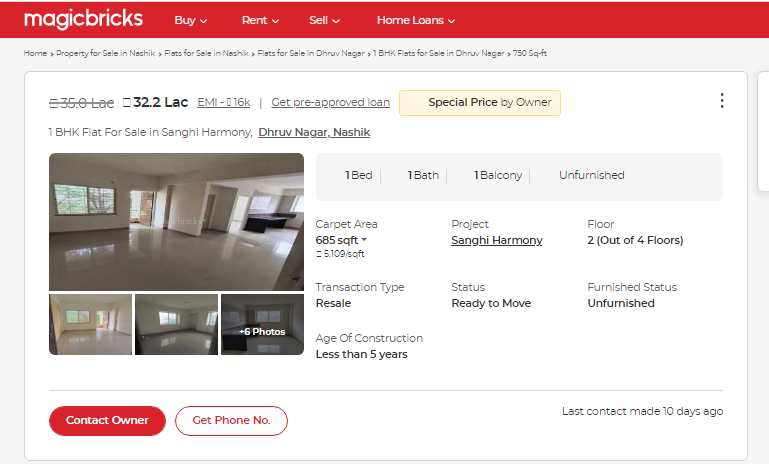 magicbricks
Buy Rent Sell Home Loans
Home > Property for Sale in Nashik > Flats for Sale in Nashik > Flats for Sale in Dhruv Nagar > 1 BHK Flats for Sale in Dhruv Nagar > 750 Sq-ft
35.0 Lac 32.2 Lac EMI - 16k | Get pre-approved loan Special Price by Owner
1 BHK Flat For Sale in Sanghi Harmony, Dhruv Nagar, Nashik
1 Bed 1 Bath 1 Balcony Unfurnished
Carpet Area Project Floor
685 sqft Sanghi Harmony 2 (Out of 4 Floors)
5,109/sqft
Transaction Type Status Furnished Status
Resale Ready to Move Unfurnished
+6 Photos
Age Of Construction
Less than 5 years
Contact Owner Get Phone No. Last contact made 10 days ago